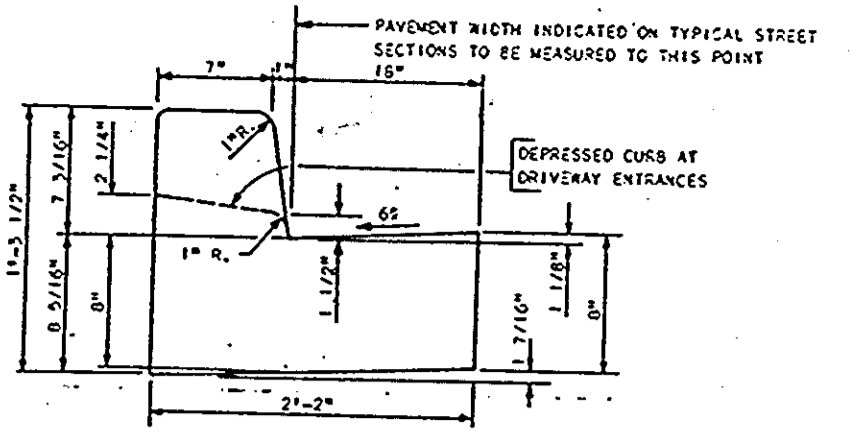 PAVEMENT WIDTH INDICATED ON TYPICAL STREET
SECTIONS TO BE MEASURED TO THIS POINT
7"
1"
18"
1"R.
DEPRESSED CURB AT
DRIVEWAY ENTRANCES
2 1/4"
7 3/16"
1'-3 1/2"
6%
1" R.
1 1/2"
1 1/8"
8 5/16"
8"
8"
1 7/16"
2'-2"